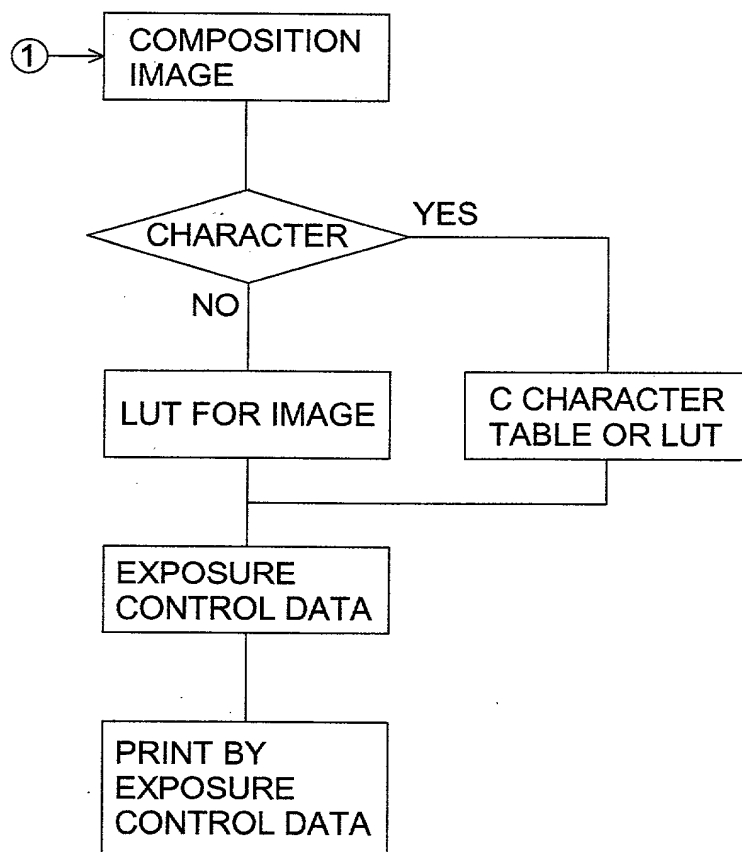 1
COMPOSITION
IMAGE
CHARACTER
YES
NO
LUT FOR IMAGE
C CHARACTER
TABLE OR LUT
EXPOSURE
CONTROL DATA
PRINT BY
EXPOSURE
CONTROL DATA